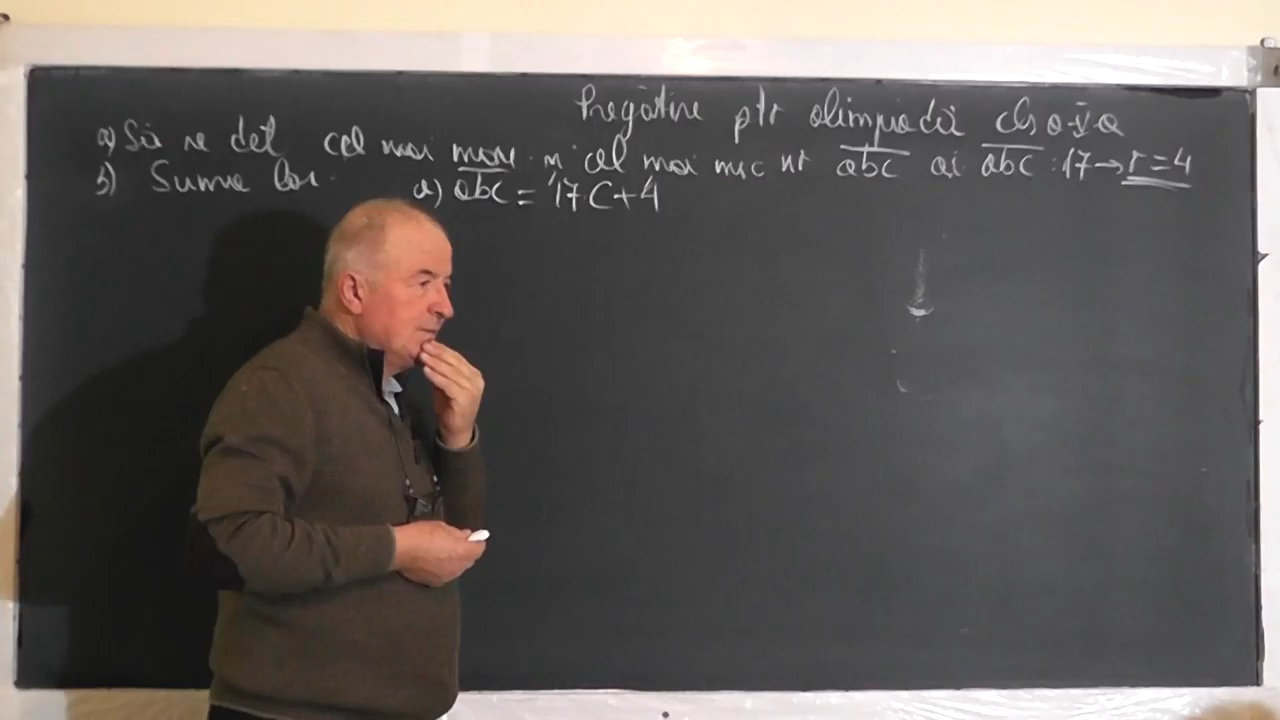 Pregătire ptr olimpiadă cls a-V-a
a) Să se det cel mai mare și cel mai mic nr abc aî abc : 17 → r = 4
b) Suma lor. a) abc = 17·C + 4